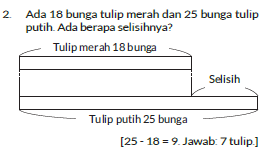 2. Ada 18 bunga tulip merah dan 25 bunga tulip
putih. Ada berapa selisihnya?
Tulip merah 18 bunga
Selisih
Tulip putih 25 bunga
[25 - 18 = 9. Jawab: 7 tulip.]